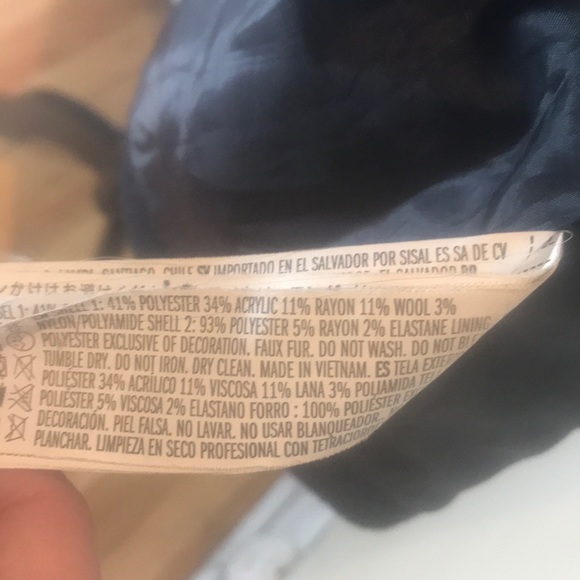 SANTIAGO, CHILE SV IMPORTADO EN EL SALVADOR POR SISAL ES SA DE CV
EL SALVADOR
1: 41% POLYESTER 34% ACRYLIC 11% RAYON 11% WOOL 3%
NYLON/POLYAMIDE SHELL 2: 93% POLYESTER 5% RAYON 2% ELASTANE LINING
POLYESTER EXCLUSIVE OF DECORATION. FAUX FUR. DO NOT WASH. DO NOT
TUMBLE DRY. DO NOT IRON. DRY CLEAN. MADE IN VIETNAM. ES TELA
POLIÉSTER 34% ACRÍLICO 11% VISCOSA 11% LANA 3% POLIAMIDA
POLIÉSTER 5% VISCOSA 2% ELASTANO FORRO : 100% POLIÉSTER
DECORACIÓN. PIEL FALSA. NO LAVAR. NO USAR BLANQUEADOR.
PLANCHAR. LIMPIEZA EN SECO PROFESIONAL CON